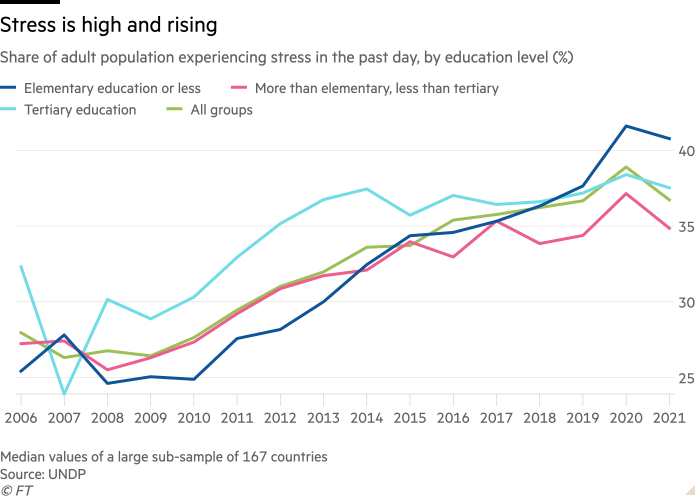 Stress is high and rising
Share of adult population experiencing stress in the past day, by education level (%)
Elementary education or less More than elementary, less than tertiary
Tertiary education All groups
40
35
30
25
2006 2007 2008 2009 2010 2011 2012 2013 2014 2015 2016 2017 2018 2019 2020 2021
Median values of a large sub-sample of 167 countries
Source: UNDP
© FT